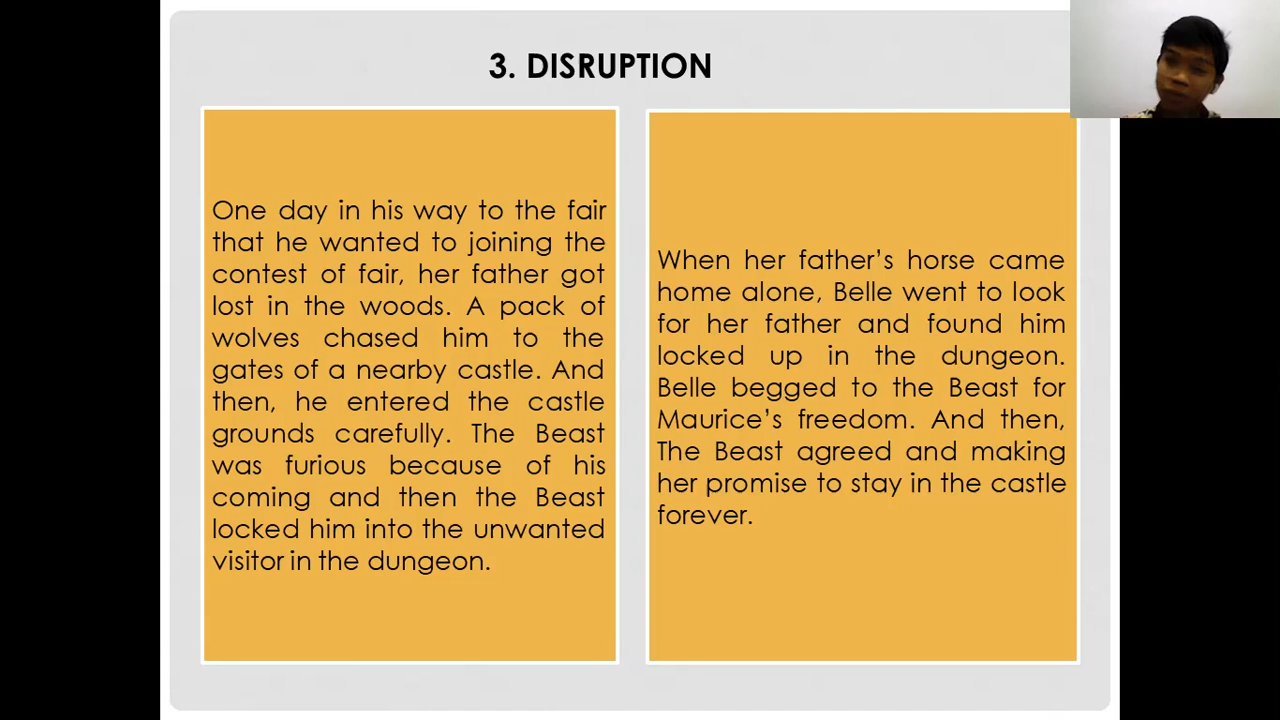 3. DISRUPTION
One day in his way to the fair
that he wanted to joining the
contest of fair, her father got
lost in the woods. A pack of
wolves chased him to the
gates of a nearby castle. And
then, he entered the castle
grounds carefully. The Beast
was furious because of his
coming and then the Beast
locked him into the unwanted
visitor in the dungeon.
When her father’s horse came
home alone, Belle went to look
for her father and found him
locked up in the dungeon.
Belle begged to the Beast for
Maurice’s freedom. And then,
The Beast agreed and making
her promise to stay in the castle
forever.